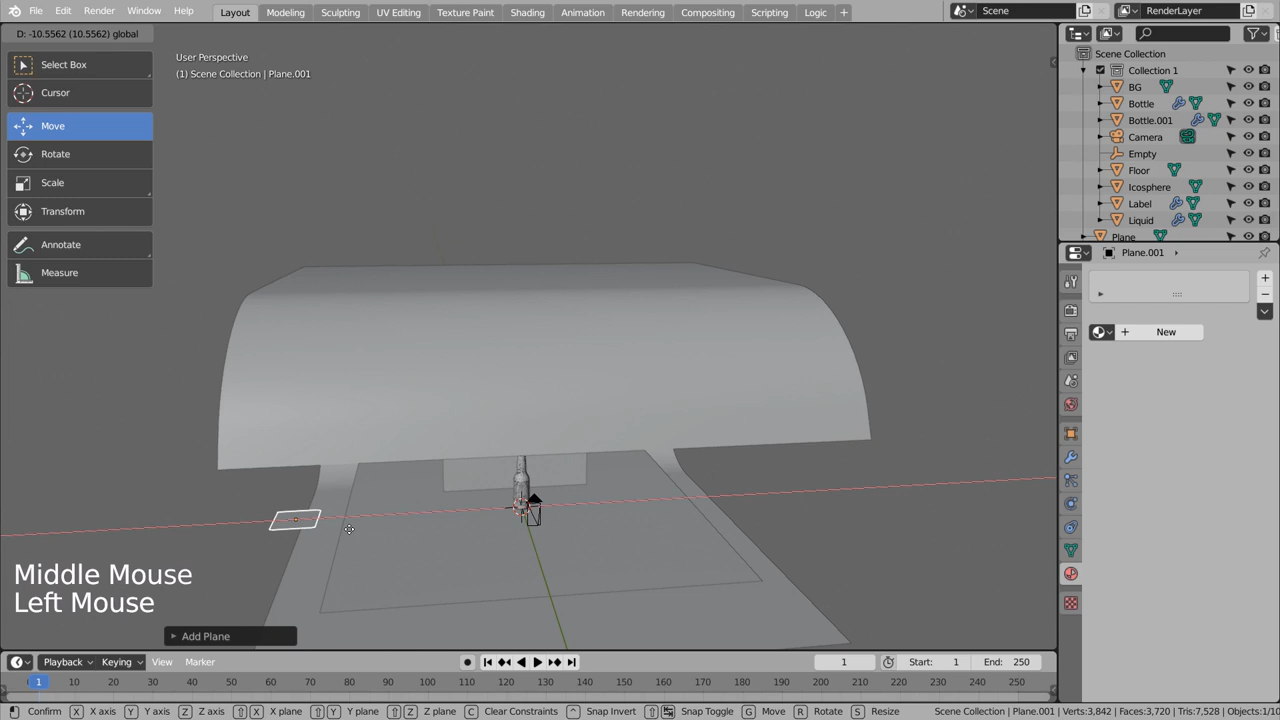 File Edit Render Window Help Layout Modeling Sculpting UV Editing Texture Paint Shading Animation Rendering Compositing Scripting Logic + Scene RenderLayer
D: -10.5562 (10.5562) global
Select Box
Cursor
Move
Rotate
Scale
Transform
Annotate
Measure
User Perspective
(1) Scene Collection | Plane.001
Scene Collection
Collection 1
BG
Bottle
Bottle.001
Camera
Empty
Floor
Icosphere
Label
Liquid
Plane
Plane.001
New
Middle Mouse
Left Mouse
Add Plane
Playback Keying View Marker 1 Start: 1 End: 250
1 10 20 30 40 50 60 70 80 90 100 110 120 130 140 150 160 170 180 190 200 210 220 230 240 250
Confirm X X axis Y Y axis Z Z axis X X plane Y Y plane Z Z plane C Clear Constraints Snap Invert Snap Toggle G Move R Rotate S Resize Scene Collection | Plane.001 | Verts:3,842 | Faces:3,720 | Tris:7,528 | Objects:1/10